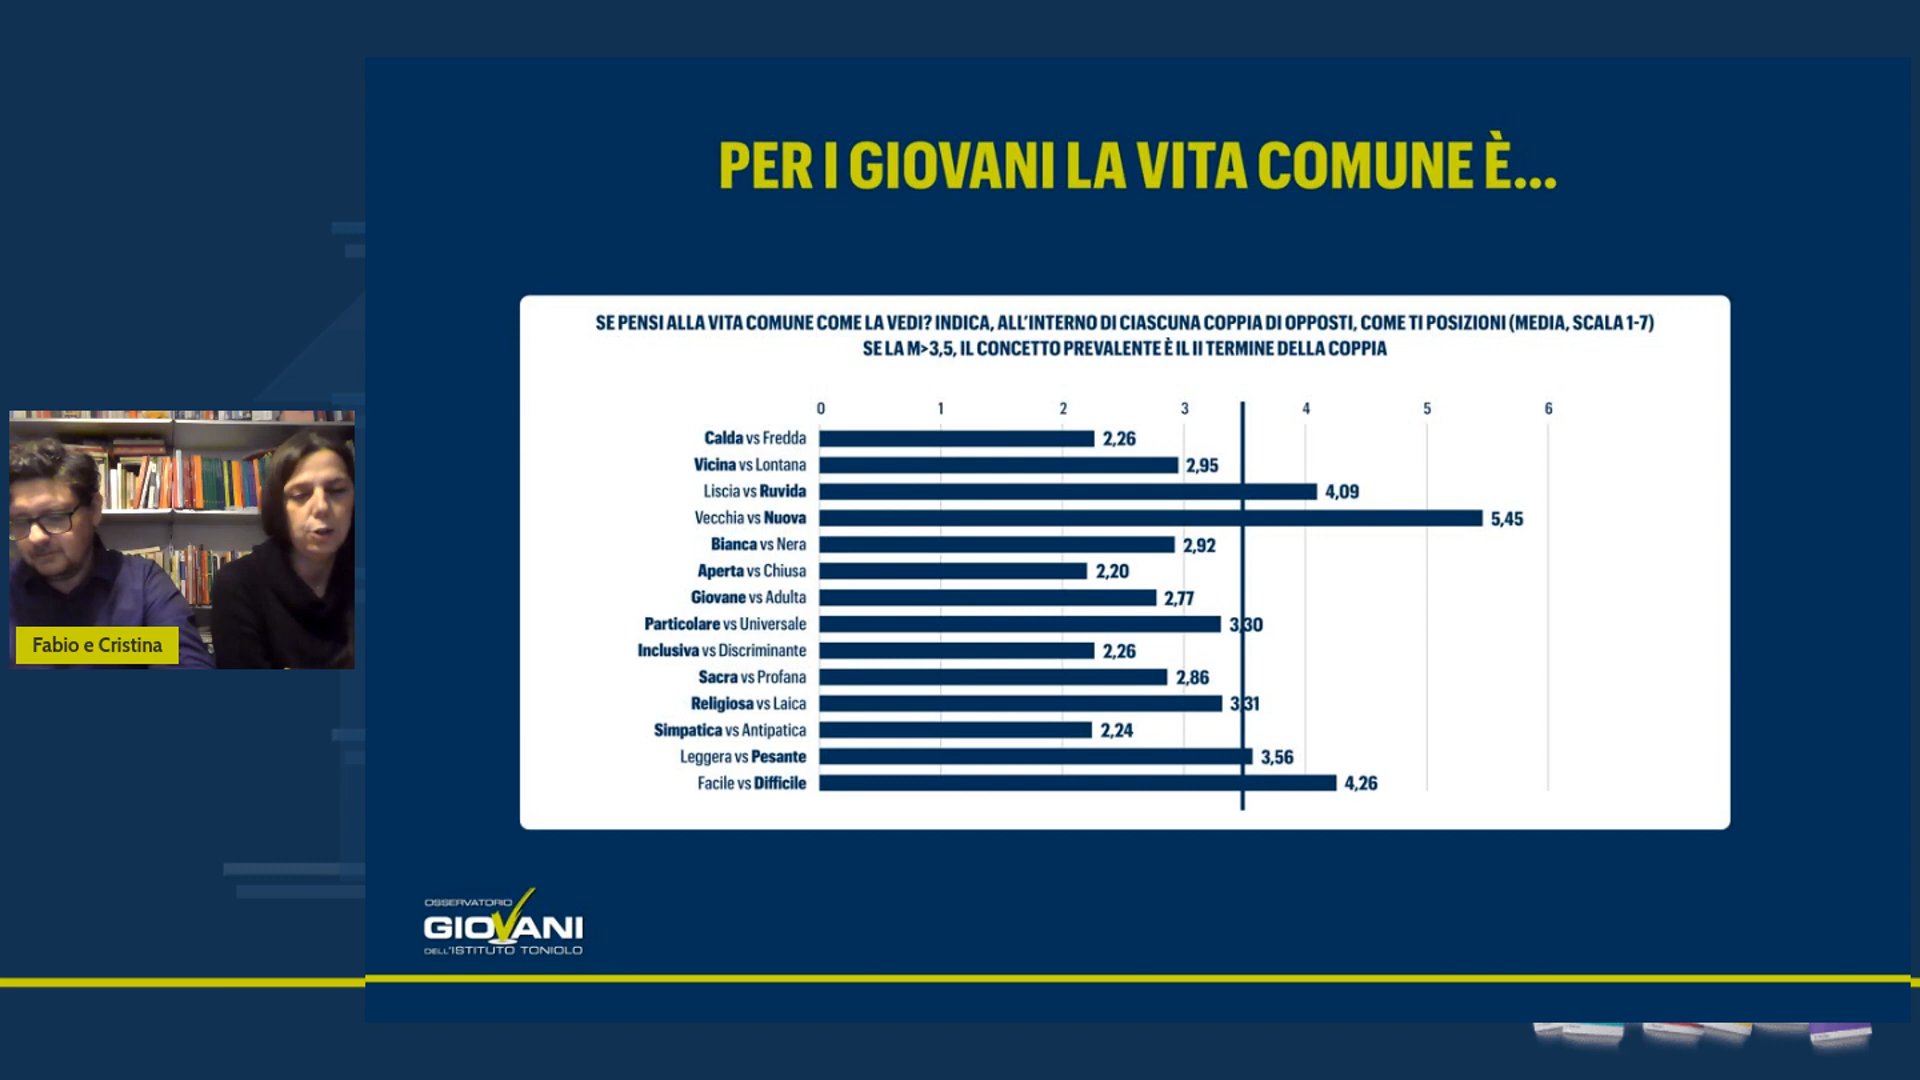 PER I GIOVANI LA VITA COMUNE È...
SE PENSI ALLA VITA COMUNE COME LA VEDI? INDICA, ALL'INTERNO DI CIASCUNA COPPIA DI OPPOSTI, COME TI POSIZIONI (MEDIA, SCALA 1-7)
SE LA M>3,5, IL CONCETTO PREVALENTE È IL II TERMINE DELLA COPPIA
0 1 2 3 4 5 6
Calda vs Fredda 2,26
Vicina vs Lontana 2,95
Liscia vs Ruvida 4,09
Vecchia vs Nuova 5,45
Bianca vs Nera 2,92
Aperta vs Chiusa 2,20
Giovane vs Adulta 2,77
Particolare vs Universale 3,30
Inclusiva vs Discriminante 2,26
Sacra vs Profana 2,86
Religiosa vs Laica 3,31
Simpatica vs Antipatica 2,24
Leggera vs Pesante 3,56
Facile vs Difficile 4,26
Fabio e Cristina
OSSERVATORIO
GIOVANI
DELL'ISTITUTO TONIOLO